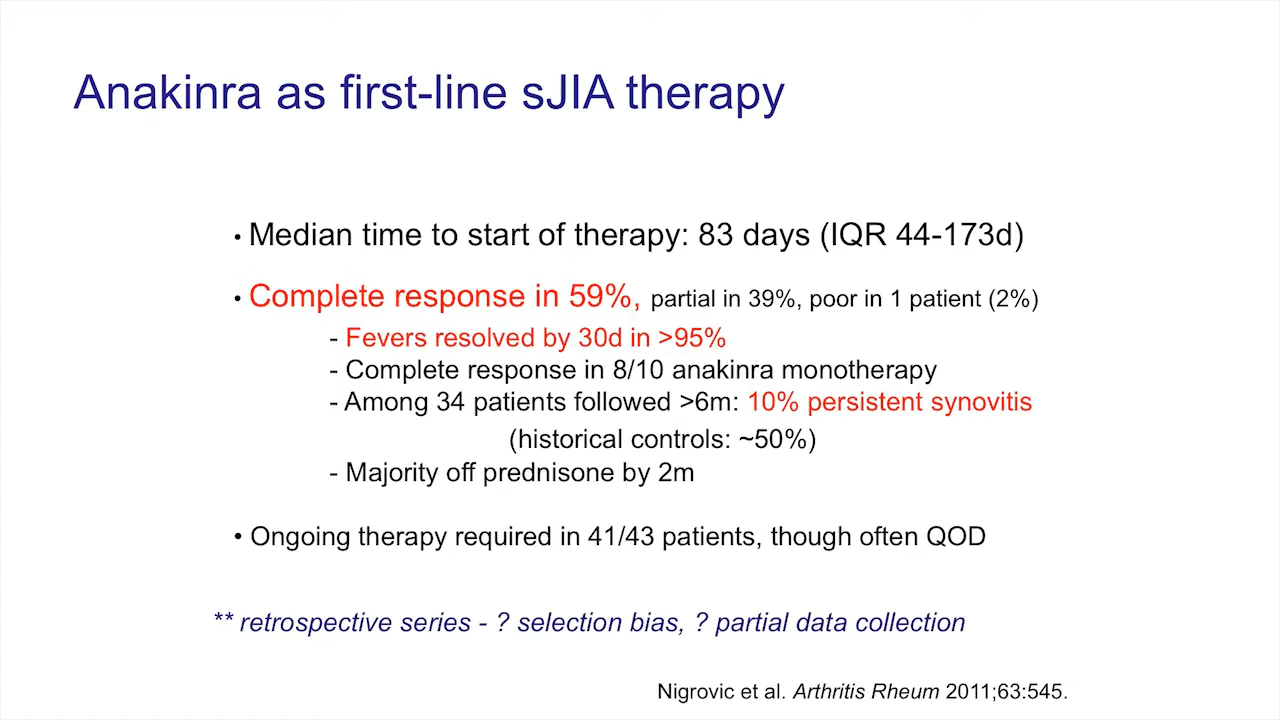 Anakinra as first-line sJIA therapy
• Median time to start of therapy: 83 days (IQR 44-173d)
• Complete response in 59%, partial in 39%, poor in 1 patient (2%)
- Fevers resolved by 30d in >95%
- Complete response in 8/10 anakinra monotherapy
- Among 34 patients followed >6m: 10% persistent synovitis
(historical controls: ~50%)
- Majority off prednisone by 2m
• Ongoing therapy required in 41/43 patients, though often QOD
** retrospective series - ? selection bias, ? partial data collection
Nigrovic et al. Arthritis Rheum 2011;63:545.